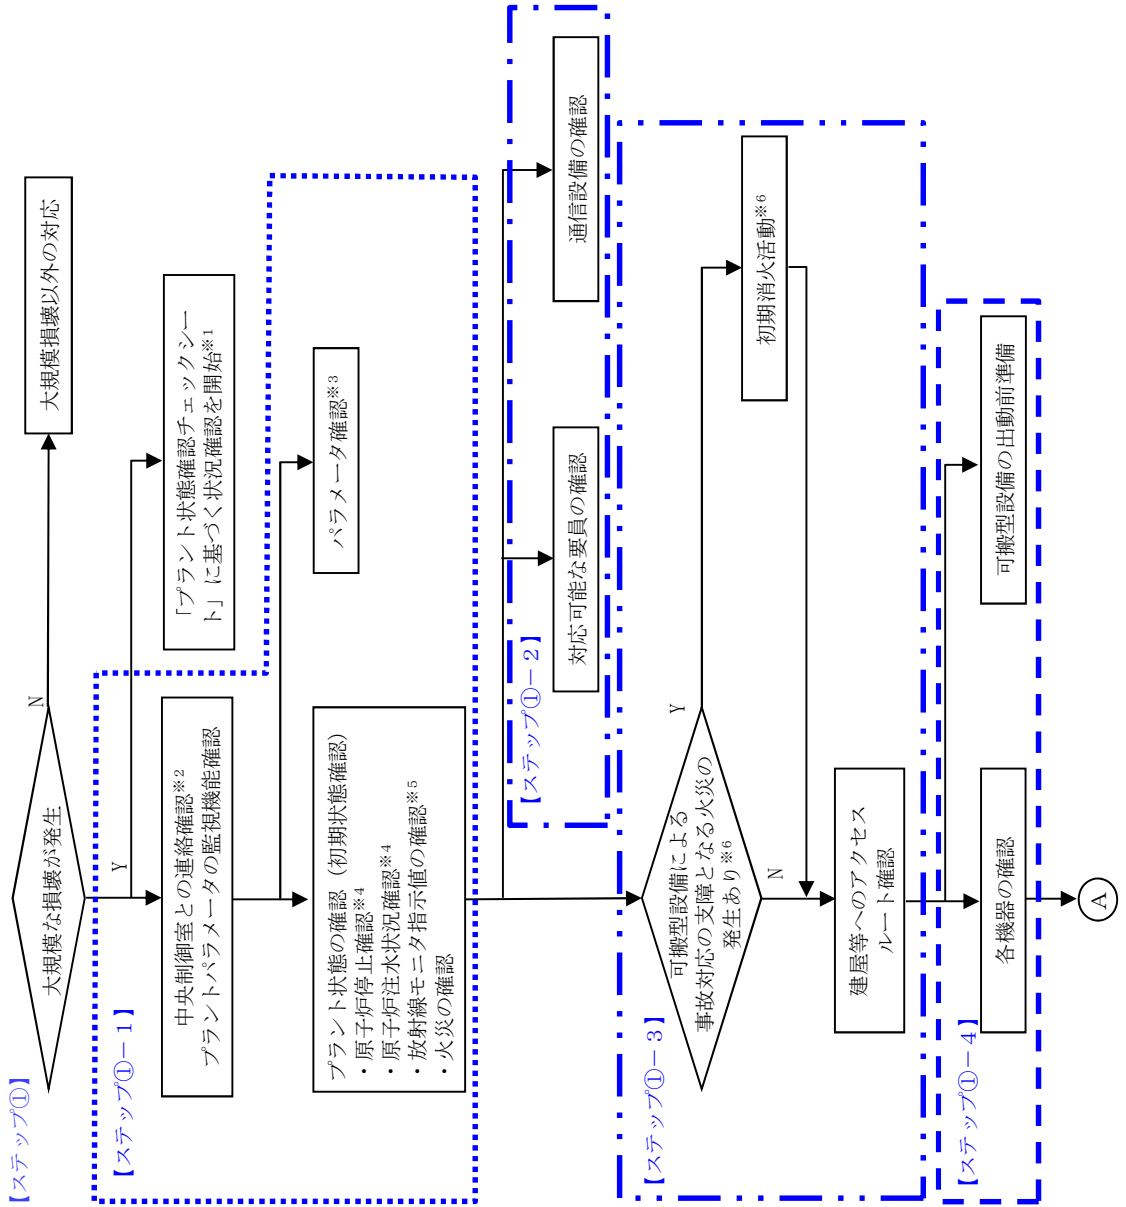 【ステップ①】
大規模な損壊が発生
N
大規模損壊以外の対応
Y
「プラント状態確認チェックシー
ト」に基づく状況確認を開始※1
【ステップ①－1】
中央制御室との連絡確認※2
プラントパラメータの監視機能確認
パラメータ確認※3
プラント状態の確認（初期状態確認）
・原子炉停止確認※4
・原子炉注水状況確認※4
・放射線モニタ指示値の確認※5
・火災の確認
【ステップ①－2】
対応可能な要員の確認
通信設備の確認
【ステップ①－3】
可搬型設備による
事故対応の支障となる火災の
発生あり※6
Y
初期消火活動※6
N
建屋等へのアクセス
ルート確認
【ステップ①－4】
各機器の確認
可搬型設備の出動前準備
A